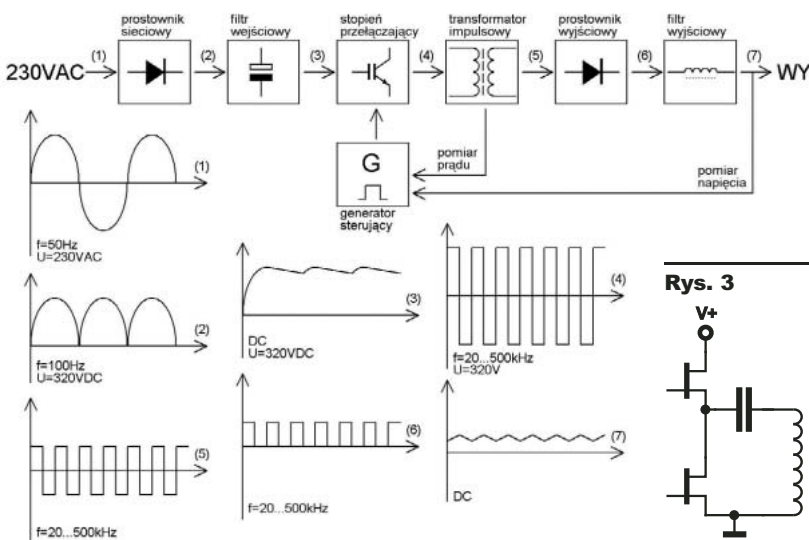 prostownik
sieciowy
filtr
wejściowy
stopień
przełączający
transformator
impulsowy
prostownik
wyjściowy
filtr
wyjściowy
230VAC
(1)
(2)
(3)
(4)
(5)
(6)
(7)
WY
G
pomiar
prądu
pomiar
napięcia
generator
sterujący
(1)
f=50Hz
U=230VAC
(2)
f=100Hz
U=320VDC
(3)
DC
U=320VDC
(4)
f=20...500kHz
U=320V
(5)
f=20...500kHz
(6)
f=20...500kHz
(7)
DC
Rys. 3
V+